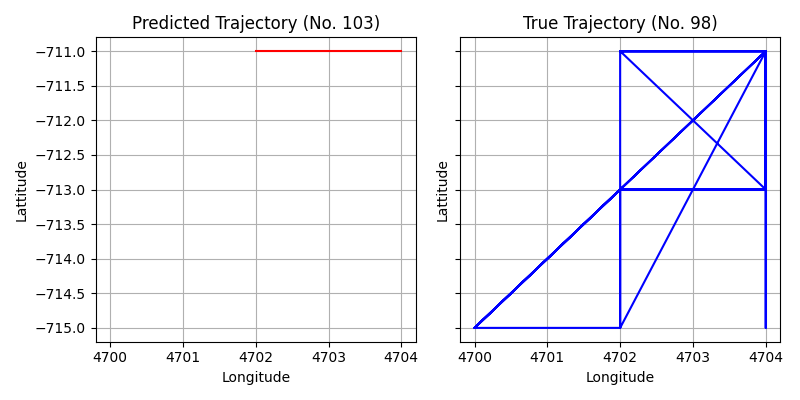 Predicted Trajectory (No. 103)
True Trajectory (No. 98)
Lattitude
−711.0
−711.5
−712.0
−712.5
−713.0
−713.5
−714.0
−714.5
−715.0
4700 4701 4702 4703 4704
Longitude
Lattitude
4700 4701 4702 4703 4704
Longitude